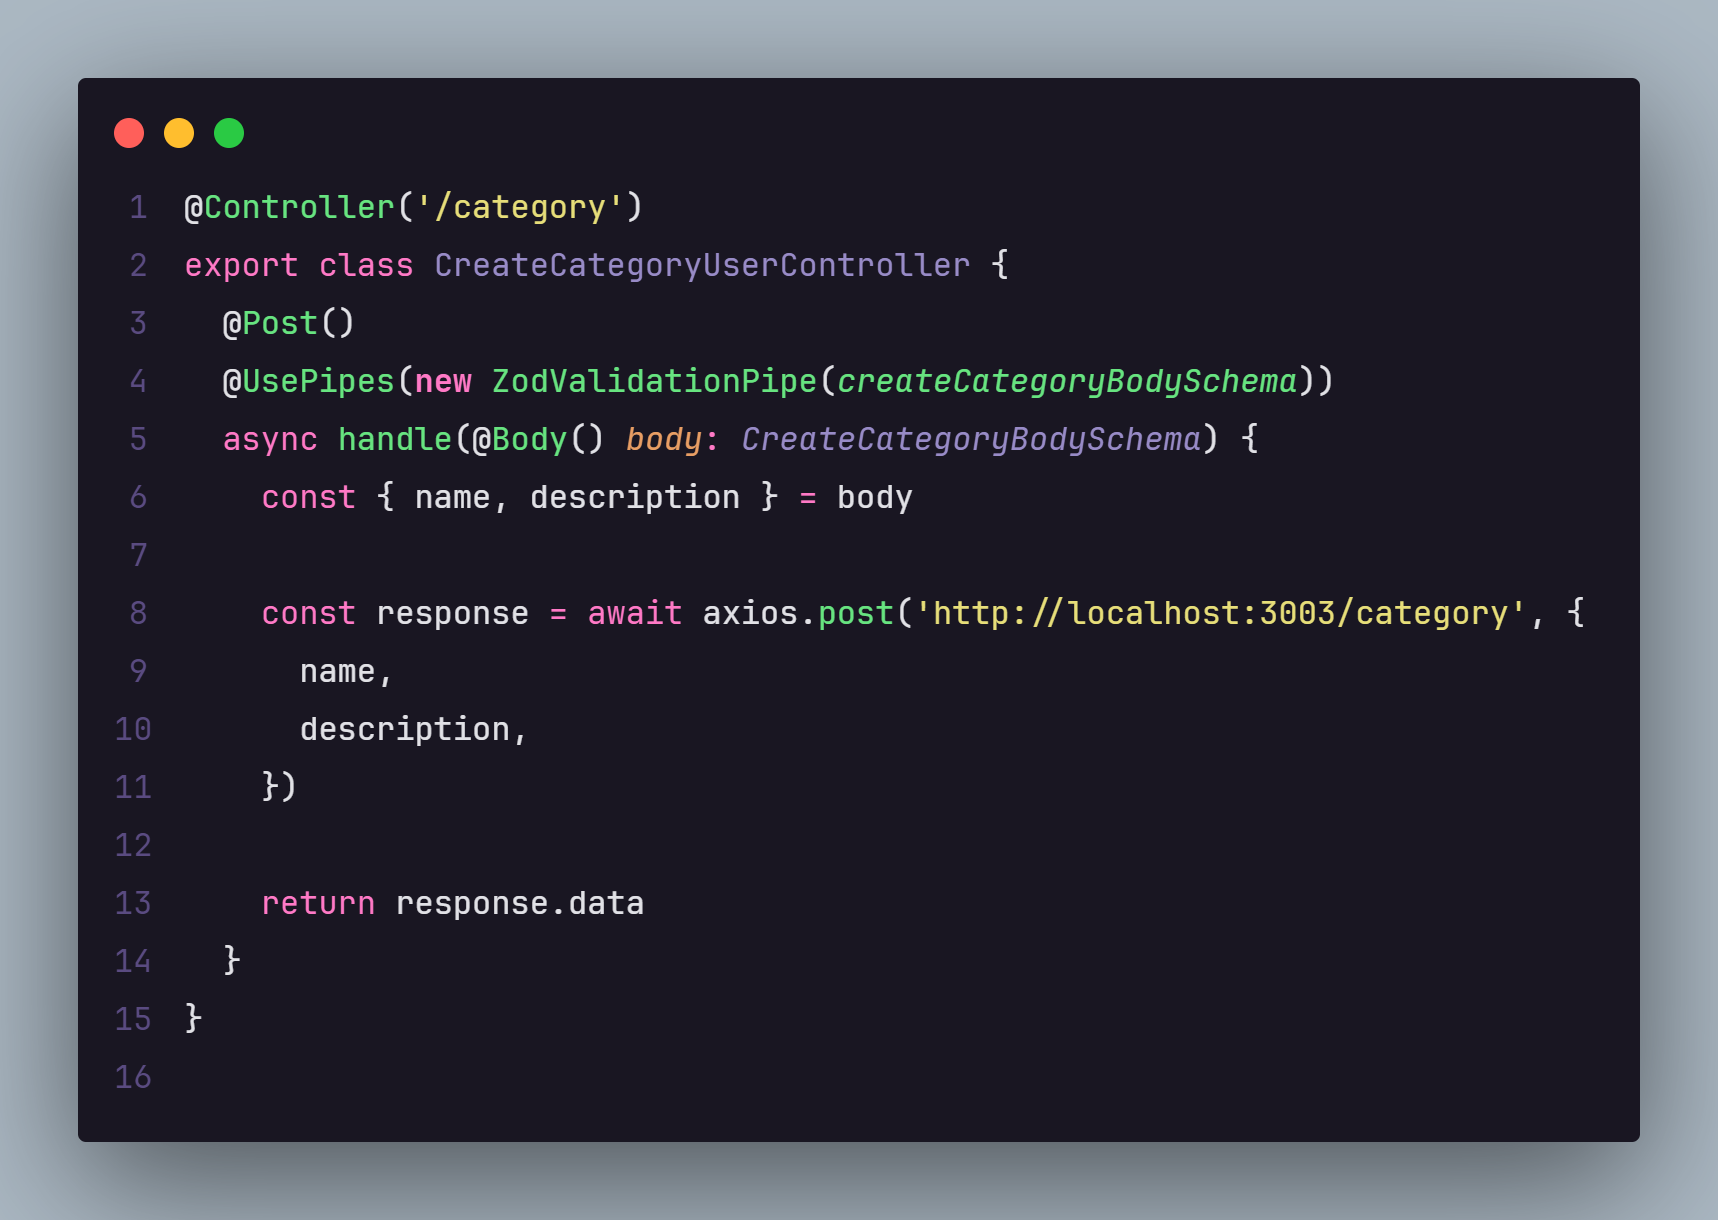 1 @Controller('/category')
2 export class CreateCategoryUserController {
3   @Post()
4   @UsePipes(new ZodValidationPipe(createCategoryBodySchema))
5   async handle(@Body() body: CreateCategoryBodySchema) {
6     const { name, description } = body
7
8     const response = await axios.post('http://localhost:3003/category', {
9       name,
10       description,
11     })
12
13     return response.data
14   }
15 }
16